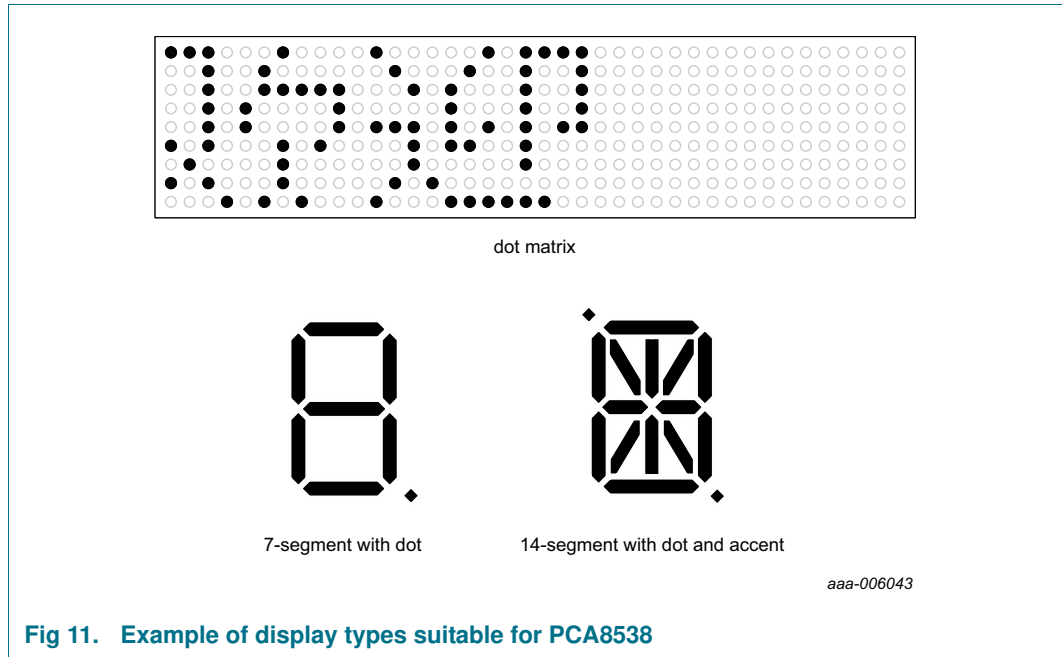 dot matrix
7-segment with dot 14-segment with dot and accent
aaa-006043
Fig 11. Example of display types suitable for PCA8538